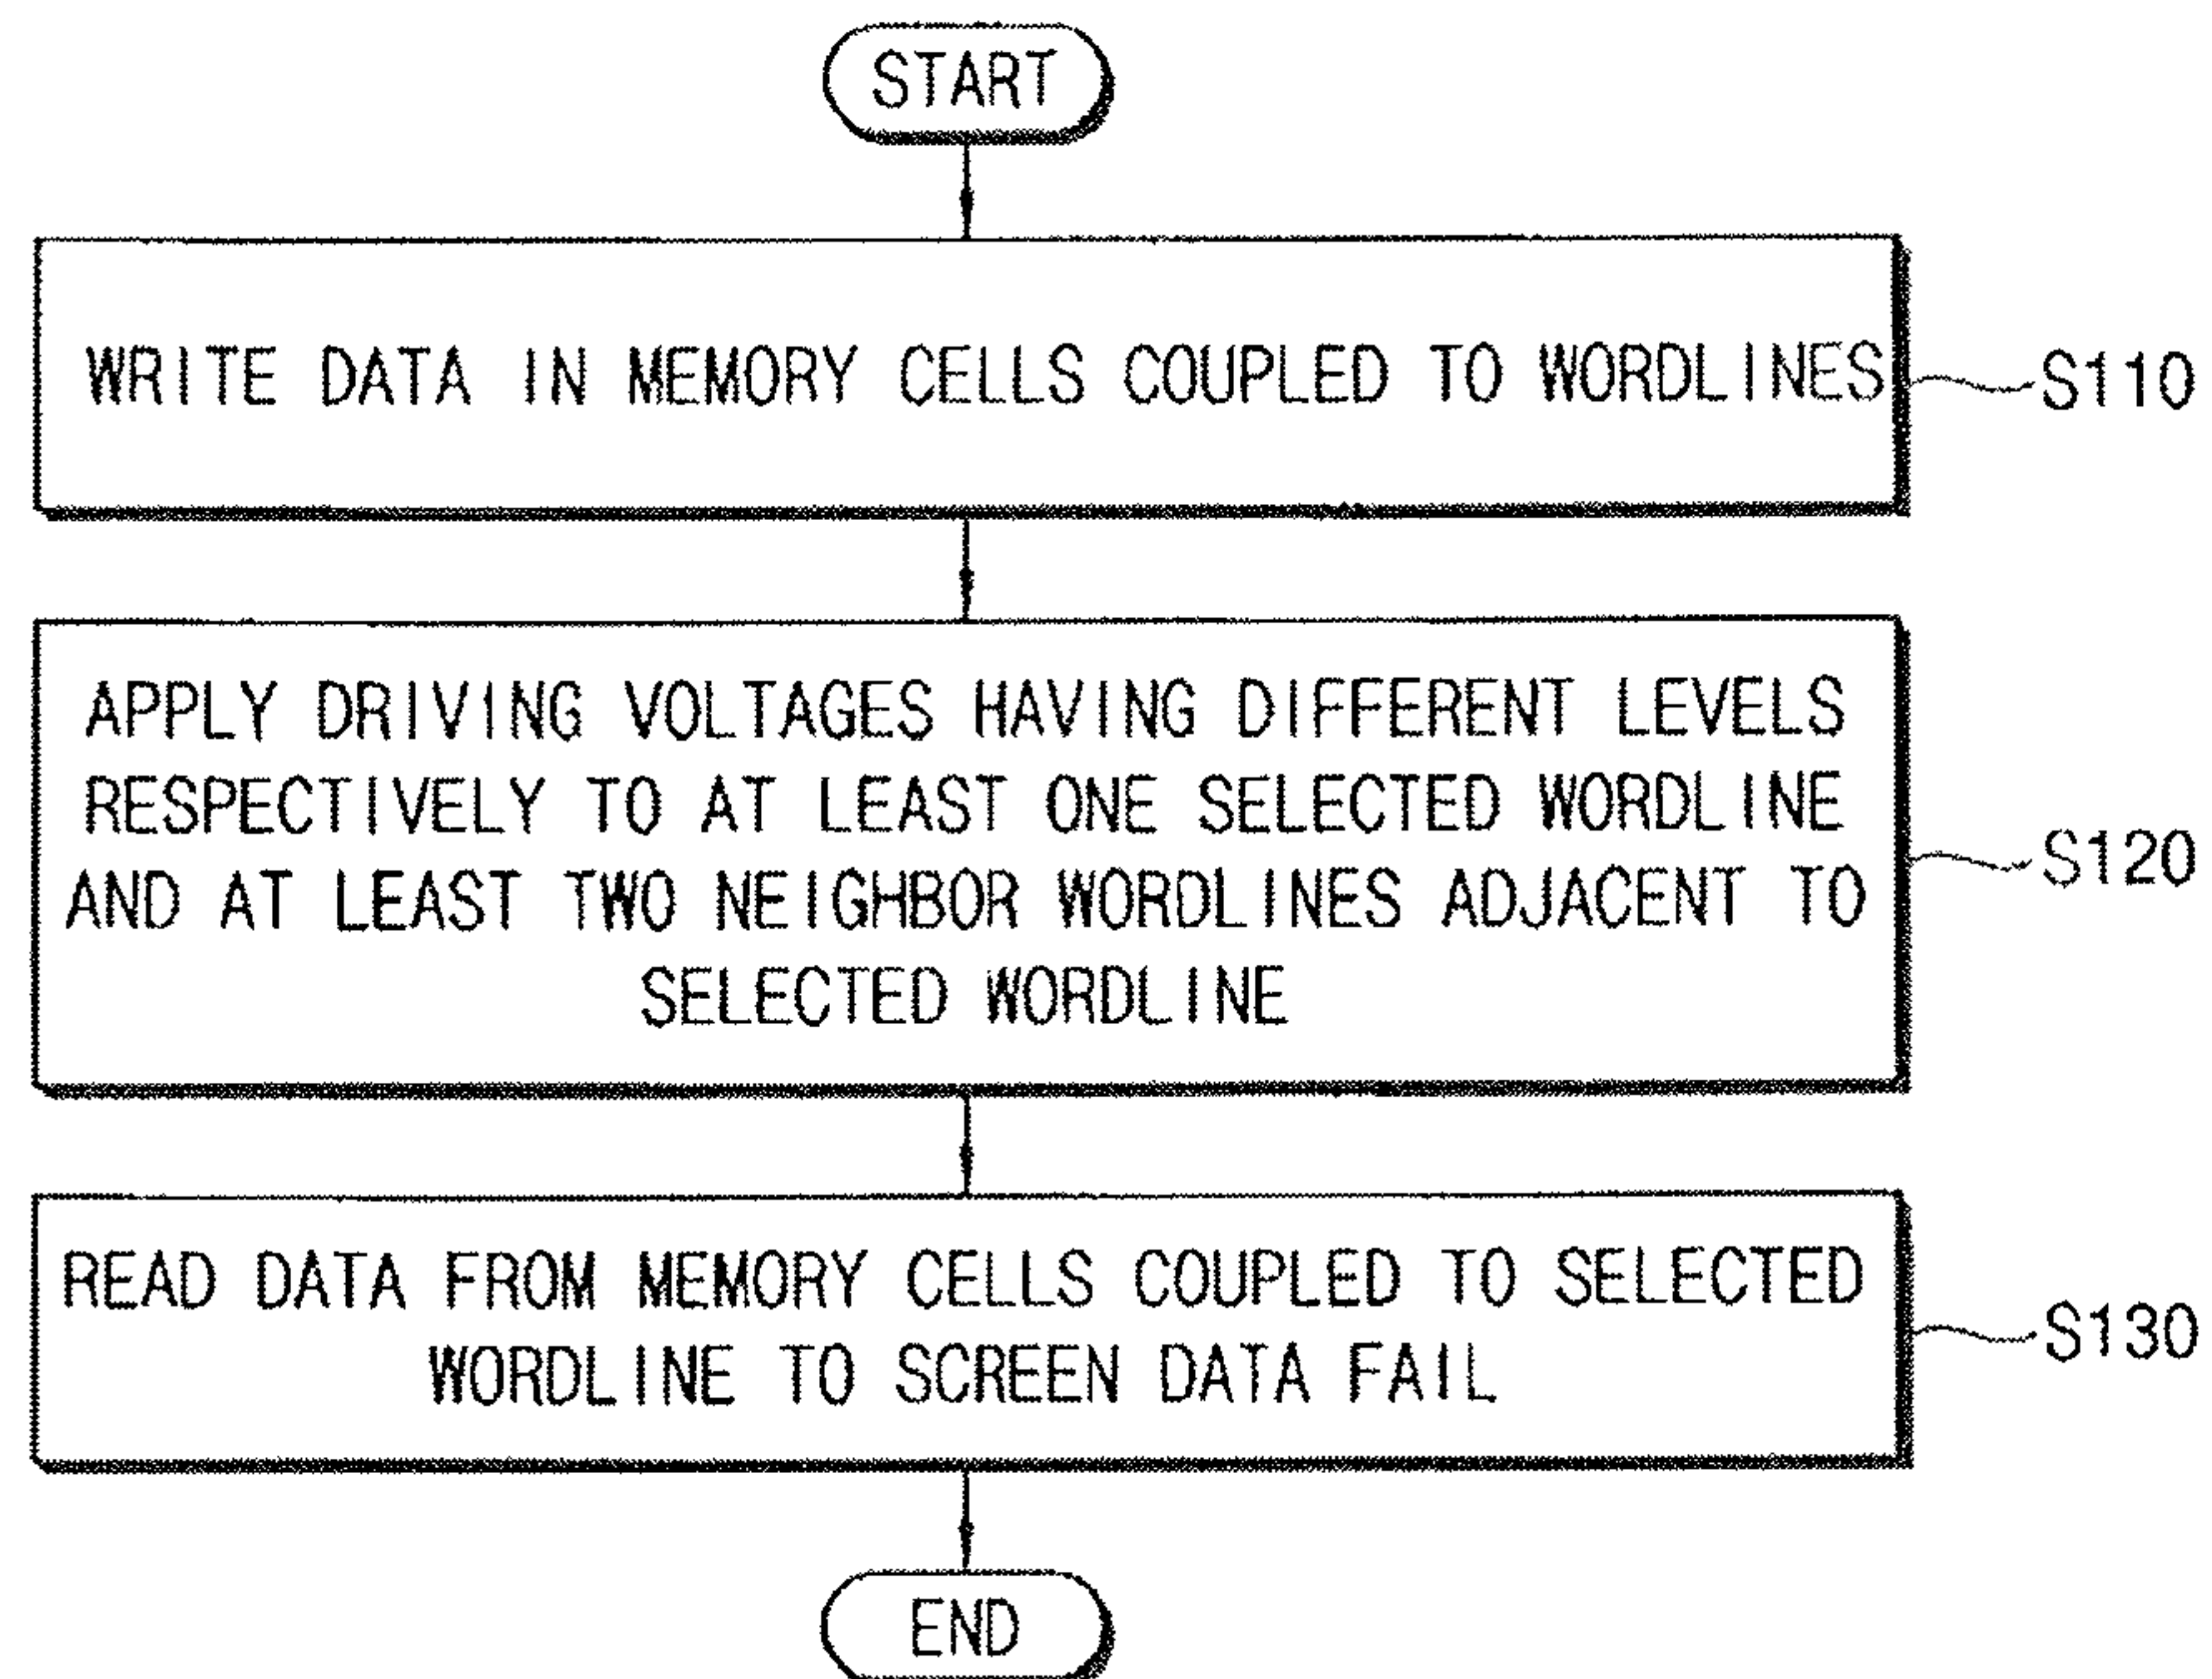 START
WRITE DATA IN MEMORY CELLS COUPLED TO WORDLINES
S110
APPLY DRIVING VOLTAGES HAVING DIFFERENT LEVELS
RESPECTIVELY TO AT LEAST ONE SELECTED WORDLINE
AND AT LEAST TWO NEIGHBOR WORDLINES ADJACENT TO
SELECTED WORDLINE
S120
READ DATA FROM MEMORY CELLS COUPLED TO SELECTED
WORDLINE TO SCREEN DATA FAIL
S130
END